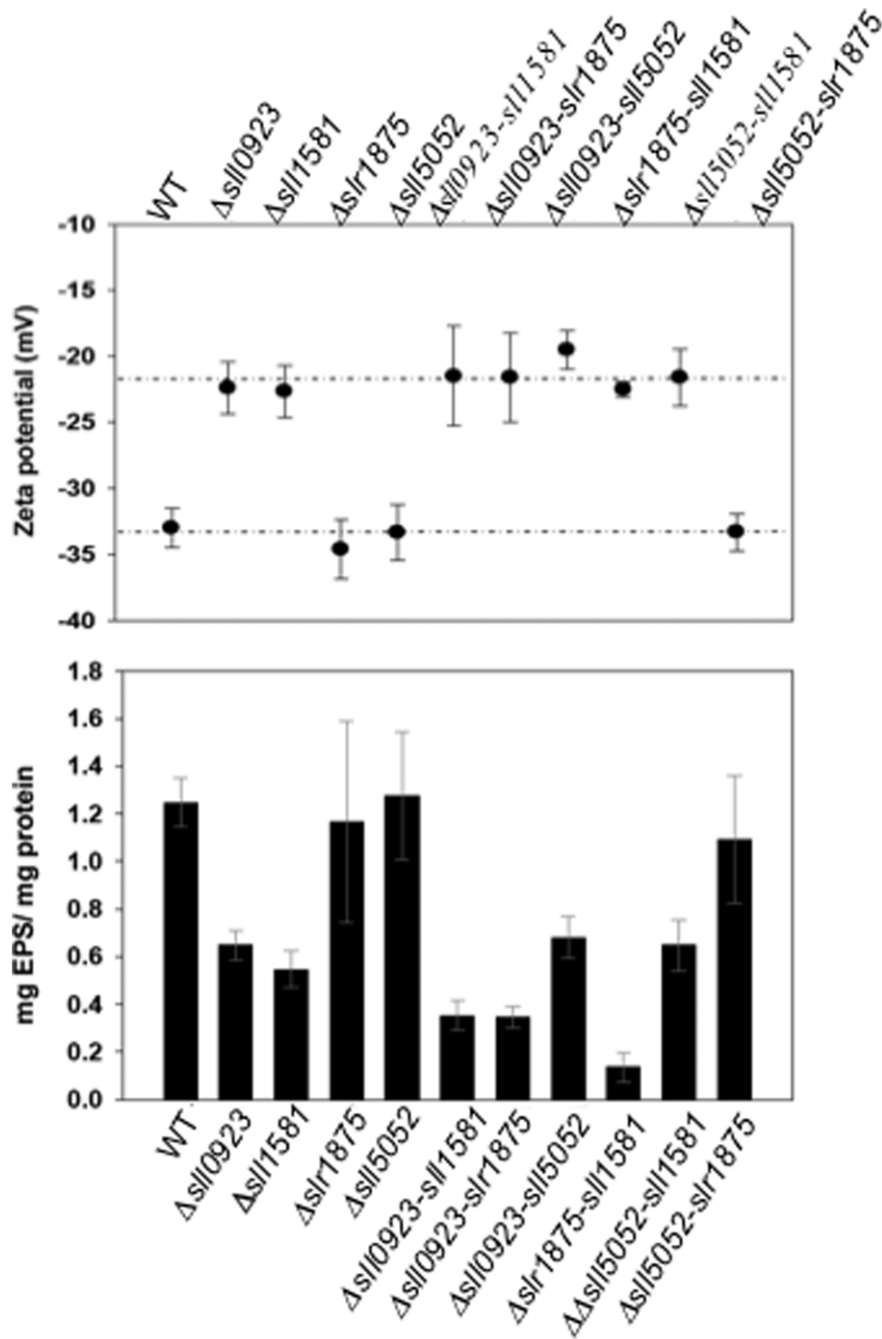 WT
Δsll0923
Δsll1581
Δslr1875
Δsll5052
Δsll0923-sll1581
Δsll0923-slr1875
Δsll0923-sll5052
Δslr1875-sll1581
Δsll5052-sll1581
Δsll5052-slr1875
Zeta potential (mV)
-10
-15
-20
-25
-30
-35
-40
mg EPS/ mg protein
1.8
1.6
1.4
1.2
1.0
0.8
0.6
0.4
0.2
0.0
WT
Δsll0923
Δsll1581
Δslr1875
Δsll5052
Δsll0923-sll1581
Δsll0923-slr1875
Δsll0923-sll5052
Δslr1875-sll1581
ΔΔsll5052-sll1581
Δsll5052-slr1875